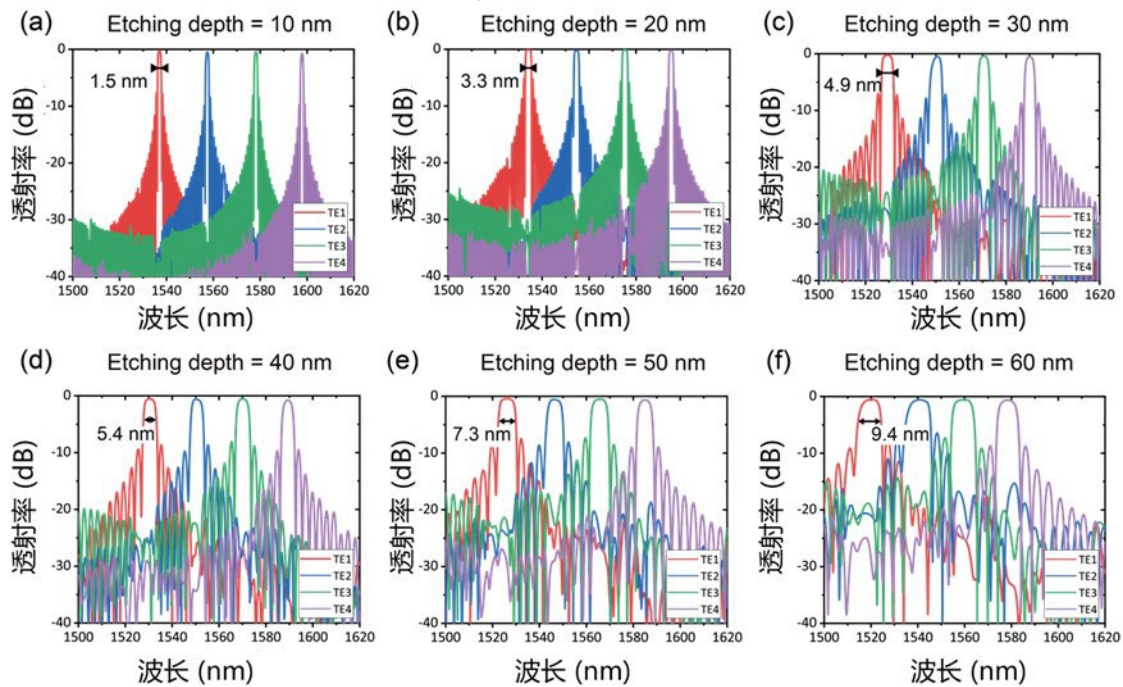 (a) Etching depth = 10 nm
0
-10
-20
-30
-40
透射率 (dB)
1.5 nm
TE1
TE2
TE3
TE4
1500 1520 1540 1560 1580 1600 1620
波长 (nm)
(b) Etching depth = 20 nm
0
-10
-20
-30
-40
透射率 (dB)
3.3 nm
TE1
TE2
TE3
TE4
1500 1520 1540 1560 1580 1600 1620
波长 (nm)
(c) Etching depth = 30 nm
0
-10
-20
-30
-40
透射率 (dB)
4.9 nm
TE1
TE2
TE3
TE4
1500 1520 1540 1560 1580 1600 1620
波长 (nm)
(d) Etching depth = 40 nm
0
-10
-20
-30
-40
透射率 (dB)
5.4 nm
TE1
TE2
TE3
TE4
1500 1520 1540 1560 1580 1600 1620
波长 (nm)
(e) Etching depth = 50 nm
0
-10
-20
-30
-40
透射率 (dB)
7.3 nm
TE1
TE2
TE3
TE4
1500 1520 1540 1560 1580 1600 1620
波长 (nm)
(f) Etching depth = 60 nm
0
-10
-20
-30
-40
透射率 (dB)
9.4 nm
TE1
TE2
TE3
TE4
1500 1520 1540 1560 1580 1600 1620
波长 (nm)